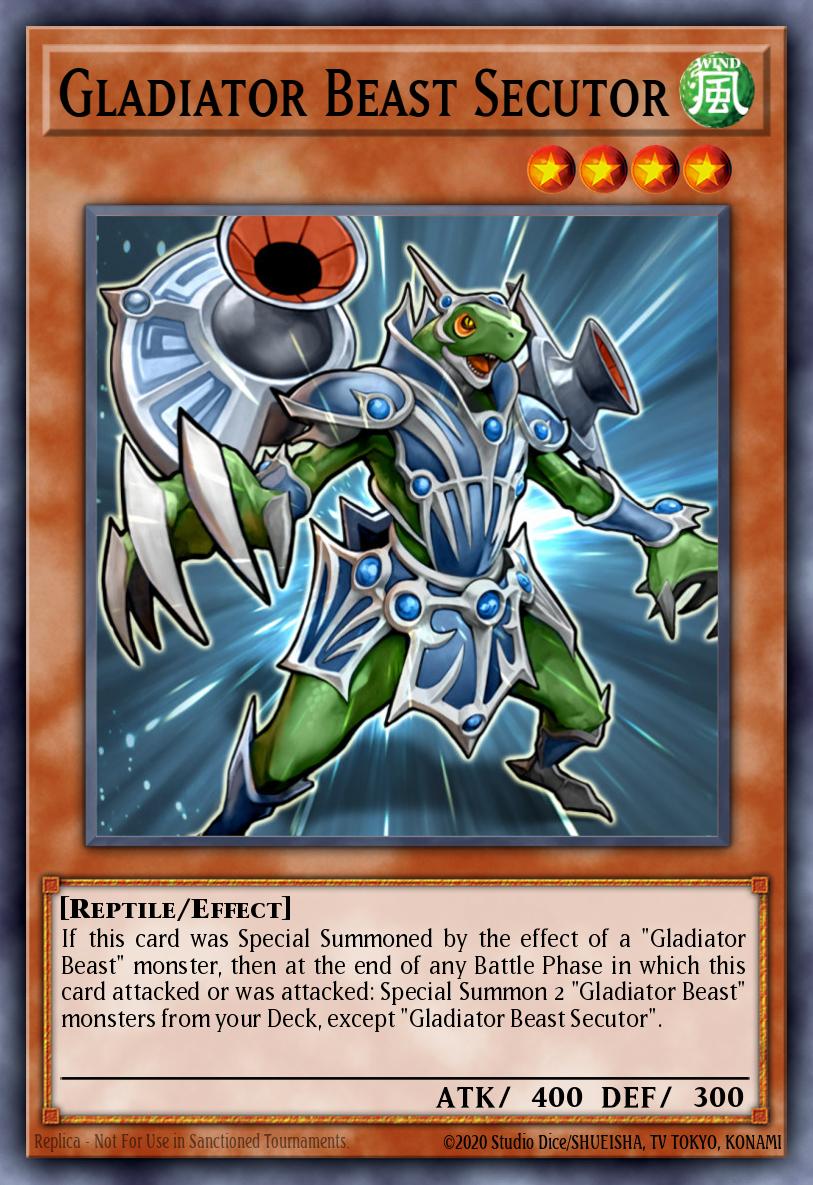 Gladiator Beast Secutor
WIND
風
[Reptile/Effect]
If this card was Special Summoned by the effect of a "Gladiator
Beast" monster, then at the end of any Battle Phase in which this
card attacked or was attacked: Special Summon 2 "Gladiator Beast"
monsters from your Deck, except "Gladiator Beast Secutor".
ATK/ 400 DEF/ 300
Replica - Not For Use in Sanctioned Tournaments.
©2020 Studio Dice/SHUEISHA, TV TOKYO, KONAMI